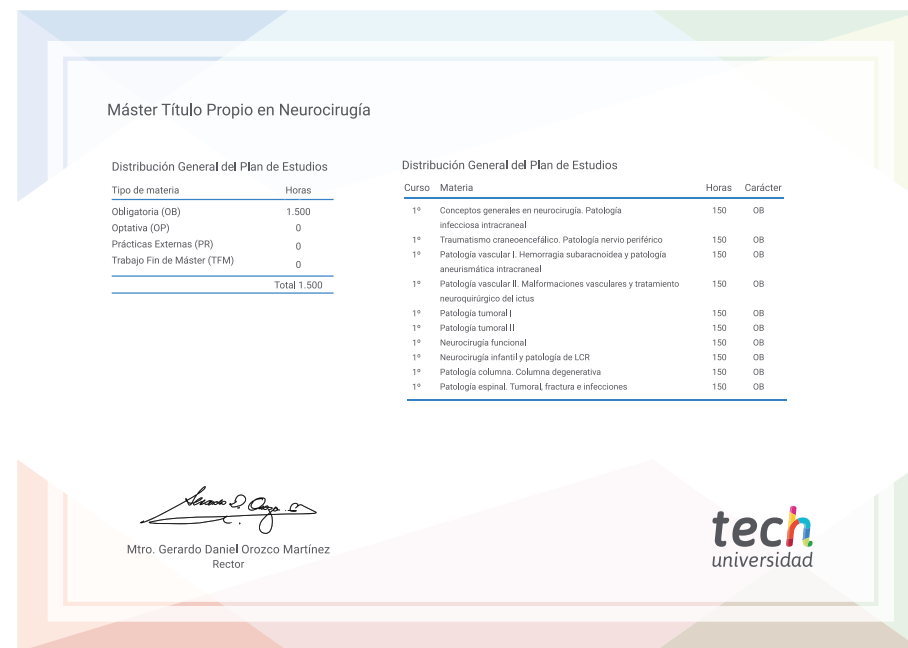 Máster Título Propio en Neurocirugía
Distribución General del Plan de Estudios
Tipo de materia Horas
Obligatoria (OB) 1.500
Optativa (OP) 0
Prácticas Externas (PR) 0
Trabajo Fin de Máster (TFM) 0
Total 1.500
Distribución General del Plan de Estudios
Curso Materia Horas Carácter
1º Conceptos generales en neurocirugía. Patología 150 OB
infecciosa intracraneal
1º Traumatismo craneoencefálico. Patología nervio periférico 150 OB
1º Patología vascular I. Hemorragia subaracnoidea y patología 150 OB
aneurismática intracraneal
1º Patología vascular II. Malformaciones vasculares y tratamiento 150 OB
neuroquirúrgico del ictus
1º Patología tumoral I 150 OB
1º Patología tumoral II 150 OB
1º Neurocirugía funcional 150 OB
1º Neurocirugía infantil y patología de LCR 150 OB
1º Patología columna. Columna degenerativa 150 OB
1º Patología espinal. Tumoral, fractura e infecciones 150 OB
Mtro. Gerardo Daniel Orozco Martínez
Rector
tech
universidad